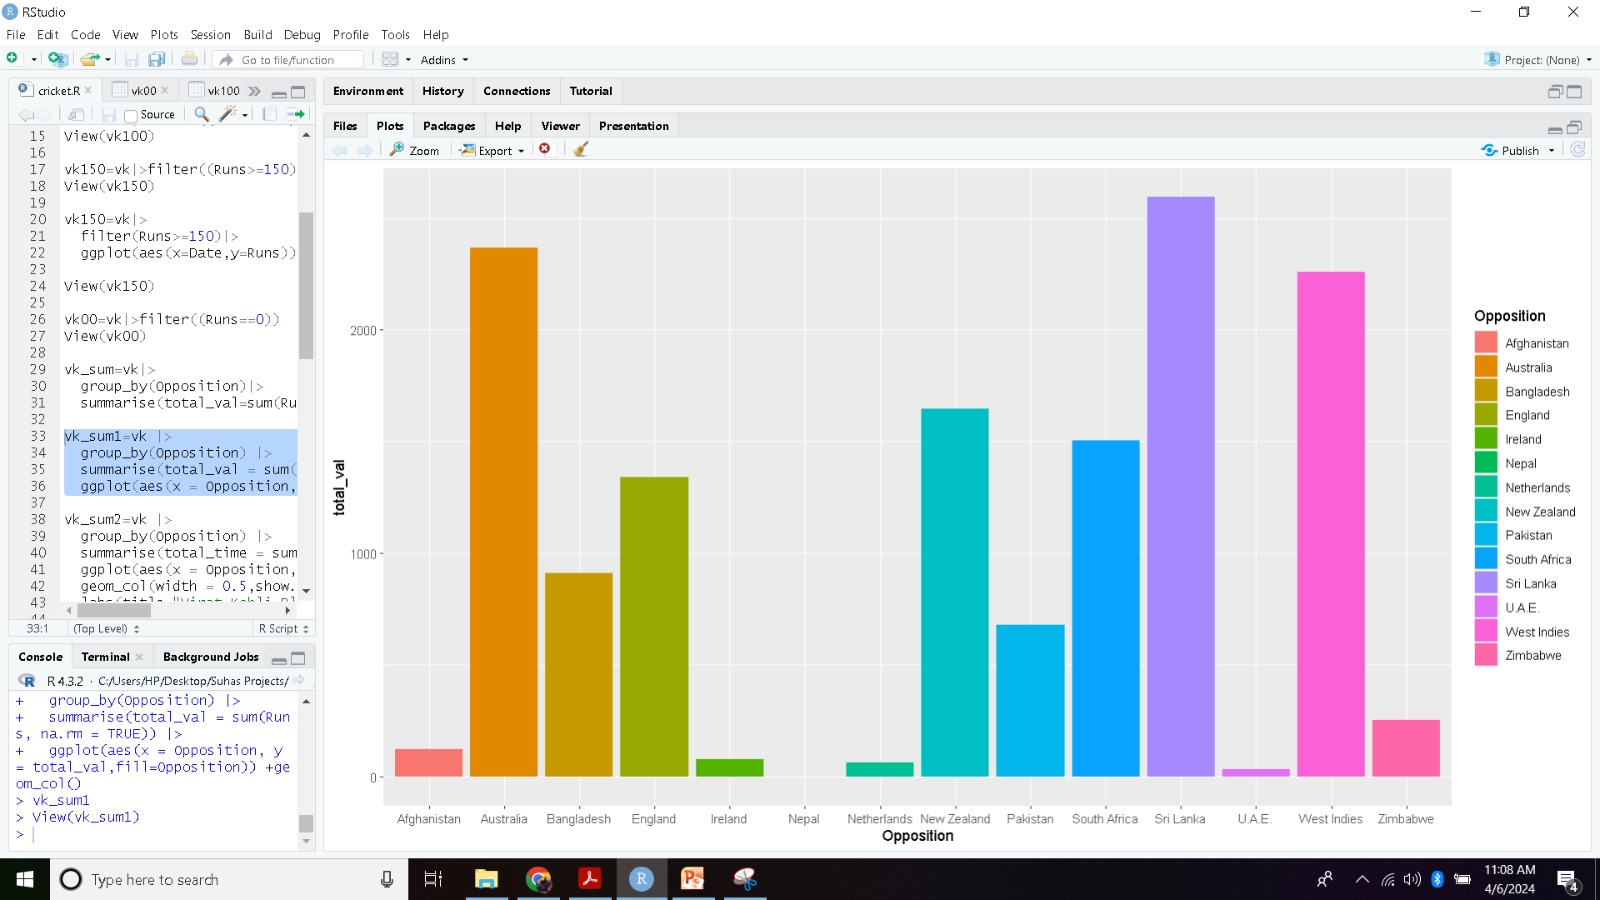 RStudio
File Edit Code View Plots Session Build Debug Profile Tools Help
Go to file/function Addins Project: (None)
cricket.R vk00 vk100
Source
15 View(vk100)
16
17 vk150=vk|>filter((Runs>=150)
18 View(vk150)
19
20 vk150=vk|>
21 filter(Runs>=150)|>
22 ggplot(aes(x=Date,y=Runs))
23
24 View(vk150)
25
26 vk00=vk|>filter((Runs==0))
27 View(vk00)
28
29 vk_sum=vk|>
30 group_by(Opposition)|>
31 summarise(total_val=sum(Ru
32
33 vk_sum1=vk |>
34 group_by(Opposition) |>
35 summarise(total_val = sum(
36 ggplot(aes(x = Opposition,
37
38 vk_sum2=vk |>
39 group_by(Opposition) |>
40 summarise(total_time = sum
41 ggplot(aes(x = Opposition,
42 geom_col(width = 0.5,show.
43
44
33:1 (Top Level) R Script
Console Terminal Background Jobs
R 4.3.2 · C:/Users/HP/Desktop/Suhas Projects/
+ group_by(Opposition) |>
+ summarise(total_val = sum(Run
s, na.rm = TRUE)) |>
+ ggplot(aes(x = Opposition, y
= total_val,fill=Opposition)) +ge
om_col()
> vk_sum1
> View(vk_sum1)
>
Environment History Connections Tutorial
Files Plots Packages Help Viewer Presentation
Zoom Export Publish
total_val
2000
1000
0
Afghanistan Australia Bangladesh England Ireland Nepal Netherlands New Zealand Pakistan South Africa Sri Lanka U.A.E. West Indies Zimbabwe
Opposition
Opposition
Afghanistan
Australia
Bangladesh
England
Ireland
Nepal
Netherlands
New Zealand
Pakistan
South Africa
Sri Lanka
U.A.E.
West Indies
Zimbabwe
Type here to search
11:08 AM
4/6/2024
4